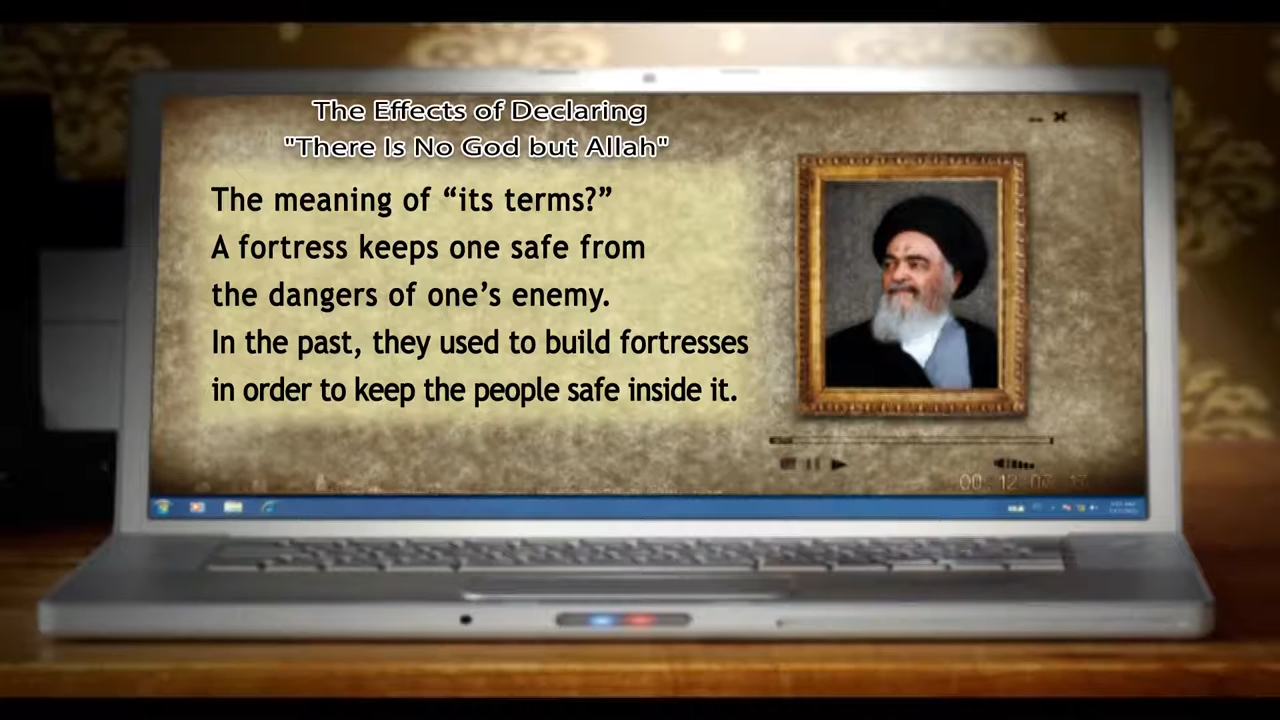 The Effects of Declaring
"There Is No God but Allah"
The meaning of “its terms?”
A fortress keeps one safe from
the dangers of one’s enemy.
In the past, they used to build fortresses
in order to keep the people safe inside it.